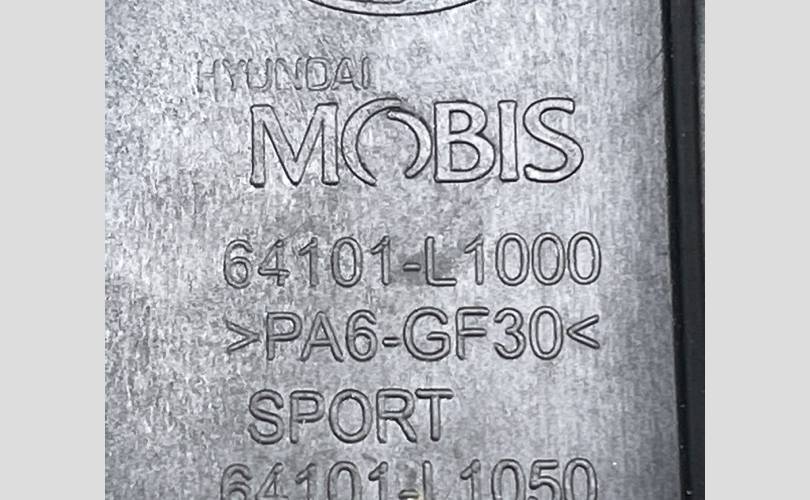 HYUNDAI
MOBIS
64101-L1000
>PA6-GF30<
SPORT
64101-L1050